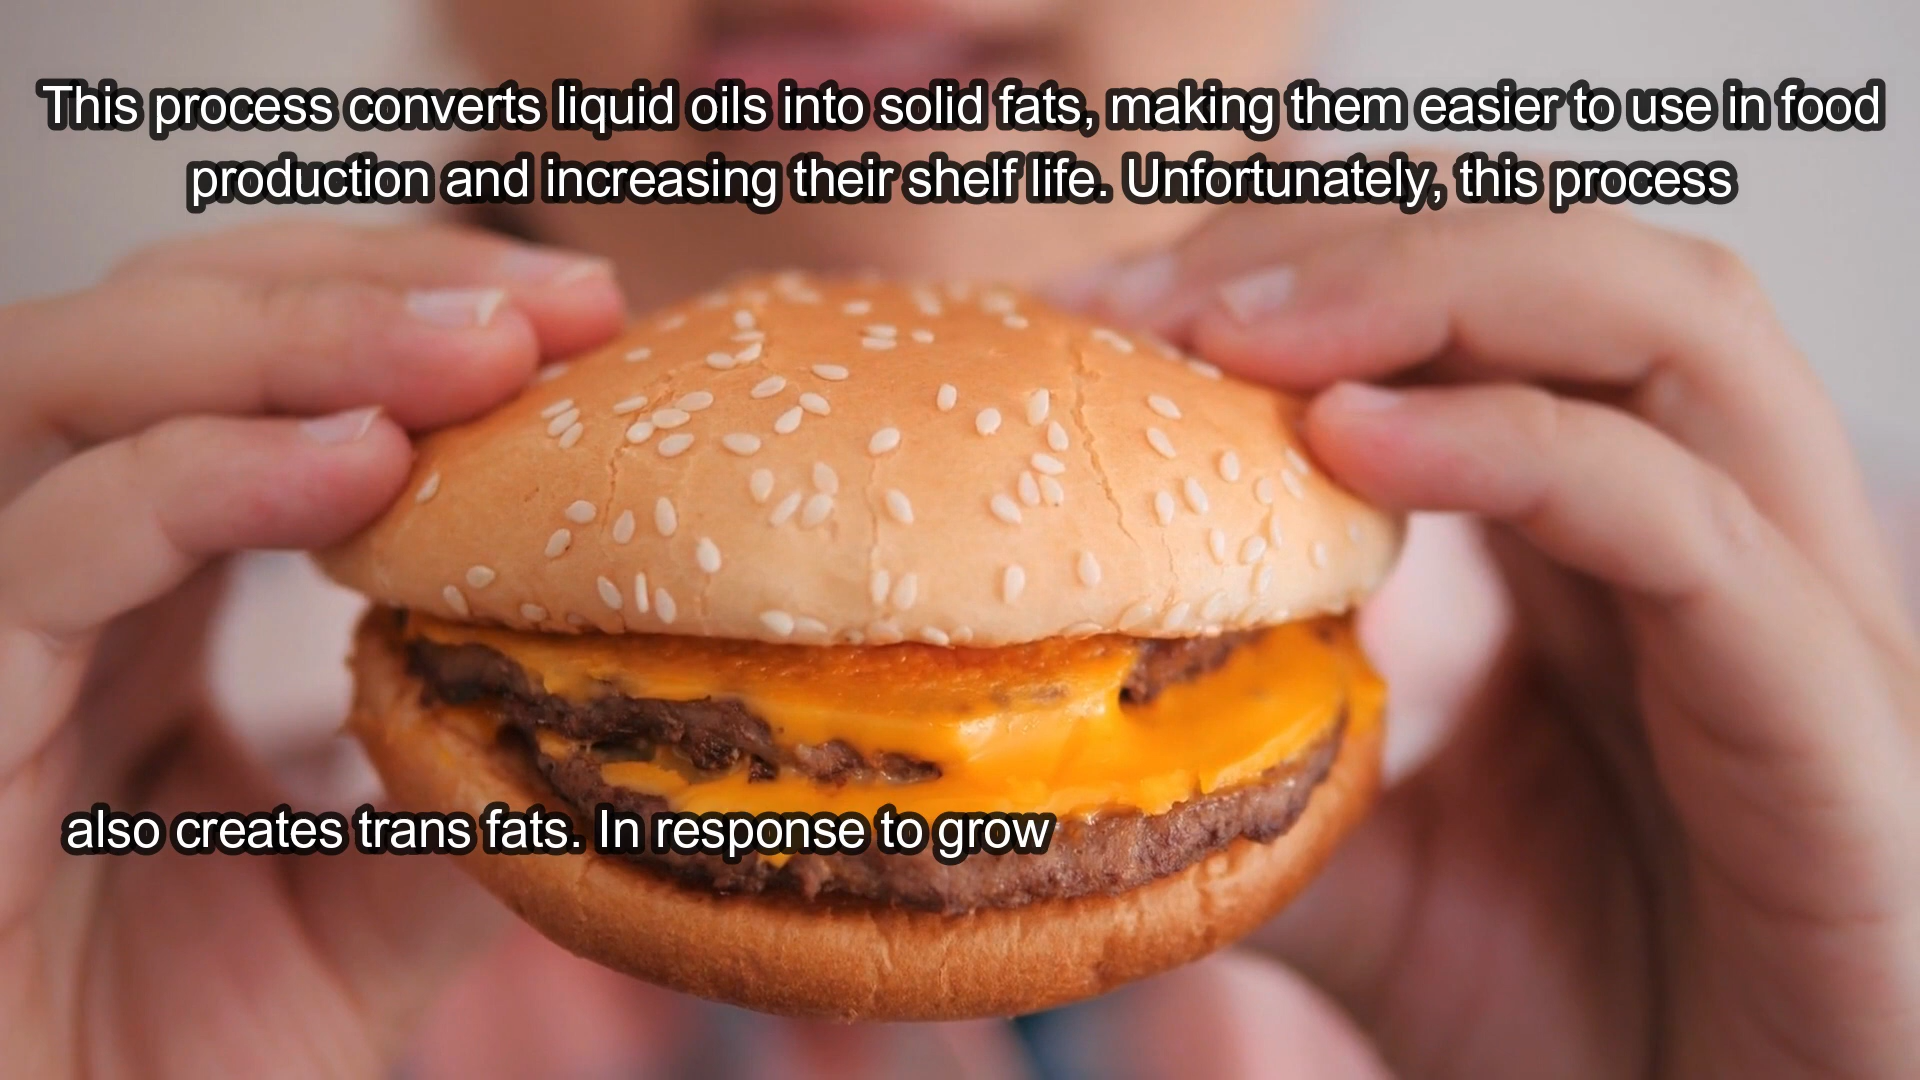 This process converts liquid oils into solid fats, making them easier to use in food
production and increasing their shelf life. Unfortunately, this process
also creates trans fats. In response to grow